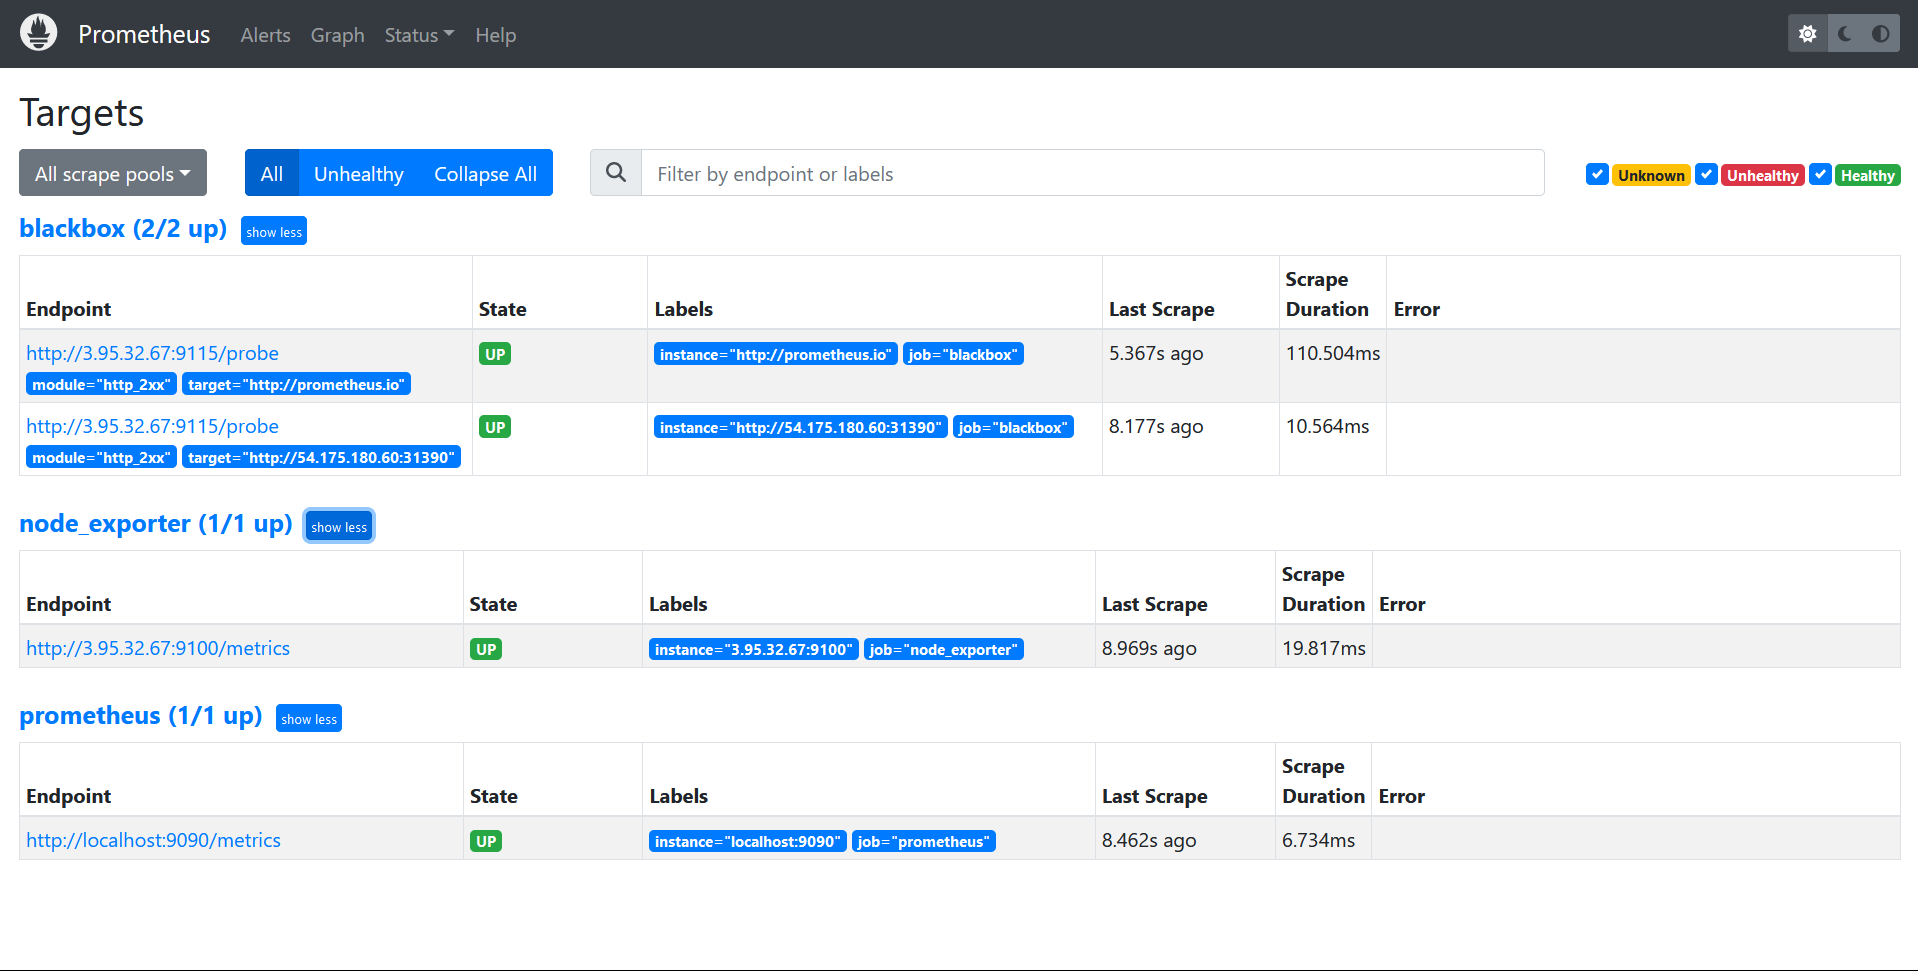 Prometheus Alerts Graph Status Help
Targets
All scrape pools All Unhealthy Collapse All Filter by endpoint or labels Unknown Unhealthy Healthy
blackbox (2/2 up) show less
Endpoint State Labels Last Scrape Scrape Duration Error
http://3.95.32.67:9115/probe UP instance="http://prometheus.io" job="blackbox" 5.367s ago 110.504ms
module="http_2xx" target="http://prometheus.io"
http://3.95.32.67:9115/probe UP instance="http://54.175.180.60:31390" job="blackbox" 8.177s ago 10.564ms
module="http_2xx" target="http://54.175.180.60:31390"
node_exporter (1/1 up) show less
Endpoint State Labels Last Scrape Scrape Duration Error
http://3.95.32.67:9100/metrics UP instance="3.95.32.67:9100" job="node_exporter" 8.969s ago 19.817ms
prometheus (1/1 up) show less
Endpoint State Labels Last Scrape Scrape Duration Error
http://localhost:9090/metrics UP instance="localhost:9090" job="prometheus" 8.462s ago 6.734ms